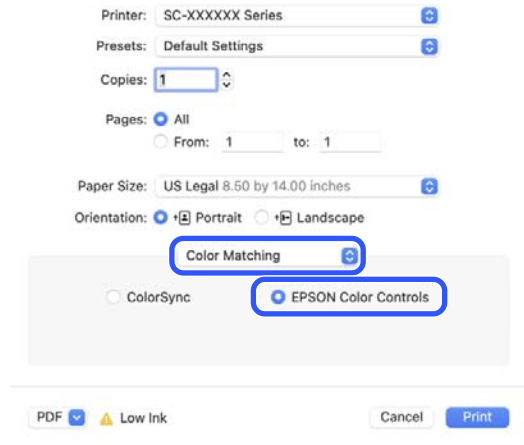 Printer: SC-XXXXXX Series
Presets: Default Settings
Copies: 1
Pages: All
From: 1 to: 1
Paper Size: US Legal 8.50 by 14.00 inches
Orientation: Portrait Landscape
Color Matching
ColorSync EPSON Color Controls
PDF Low Ink Cancel Print